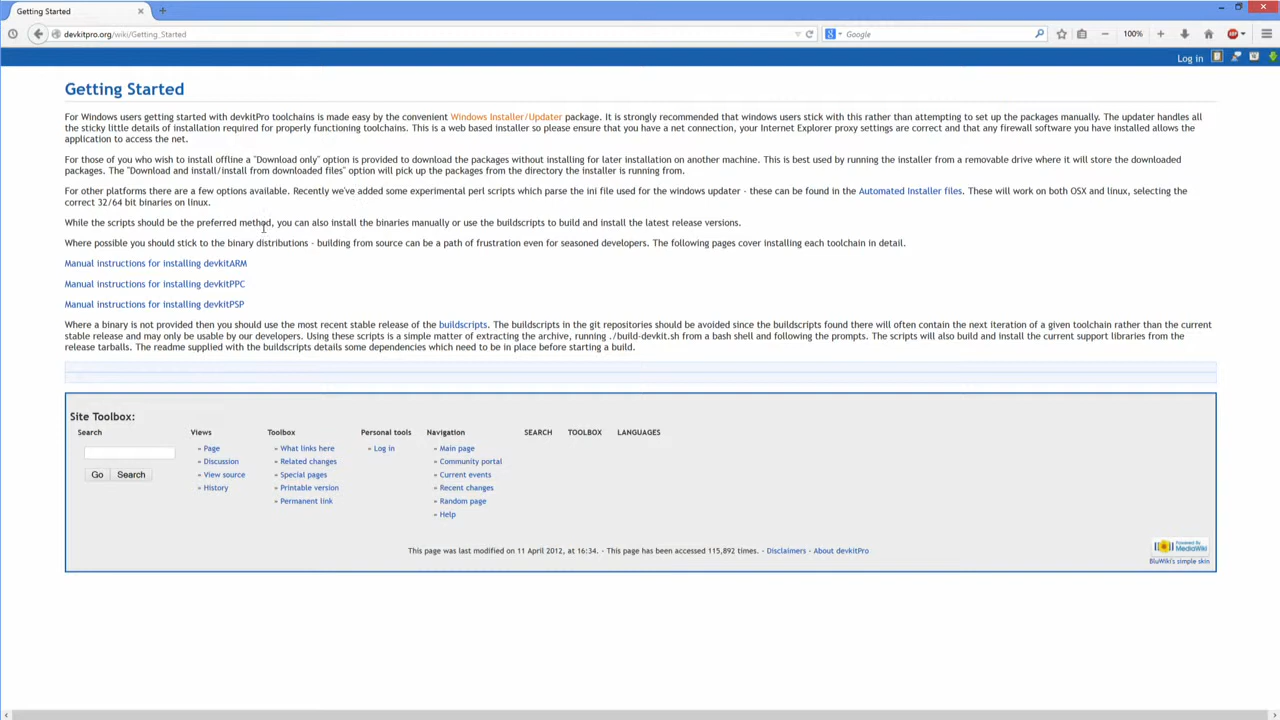 Getting Started
devkitpro.org/wiki/Getting_Started
Google
100%
Log in
Getting Started
For Windows users getting started with devkitPro toolchains is made easy by the convenient Windows Installer/Updater package. It is strongly recommended that windows users stick with this rather than attempting to set up the packages manually. The updater handles all
the sticky little details of installation required for properly functioning toolchains. This is a web based installer so please ensure that you have a net connection, your Internet Explorer proxy settings are correct and that any firewall software you have installed allows the
application to access the net.
For those of you who wish to install offline a "Download only" option is provided to download the packages without installing for later installation on another machine. This is best used by running the installer from a removable drive where it will store the downloaded
packages. The "Download and install/install from downloaded files" option will pick up the packages from the directory the installer is running from.
For other platforms there are a few options available. Recently we've added some experimental perl scripts which parse the ini file used for the windows updater - these can be found in the Automated Installer files. These will work on both OSX and linux, selecting the
correct 32/64 bit binaries on linux.
While the scripts should be the preferred method, you can also install the binaries manually or use the buildscripts to build and install the latest release versions.
Where possible you should stick to the binary distributions - building from source can be a path of frustration even for seasoned developers. The following pages cover installing each toolchain in detail.
Manual instructions for installing devkitARM
Manual instructions for installing devkitPPC
Manual instructions for installing devkitPSP
Where a binary is not provided then you should use the most recent stable release of the buildscripts. The buildscripts in the git repositories should be avoided since the buildscripts found there will often contain the next iteration of a given toolchain rather than the current
stable release and may only be usable by our developers. Using these scripts is a simple matter of extracting the archive, running ./build-devkit.sh from a bash shell and following the prompts. The scripts will also build and install the current support libraries from the
release tarballs. The readme supplied with the buildscripts details some dependencies which need to be in place before starting a build.
Site Toolbox:
Search
Go Search
Views
Page
Discussion
View source
History
Toolbox
What links here
Related changes
Special pages
Printable version
Permanent link
Personal tools
Log in
Navigation
Main page
Community portal
Current events
Recent changes
Random page
Help
SEARCH
TOOLBOX
LANGUAGES
This page was last modified on 11 April 2012, at 16:34. - This page has been accessed 115,892 times. - Disclaimers - About devkitPro
Powered By
MediaWiki
BluWiki's simple skin